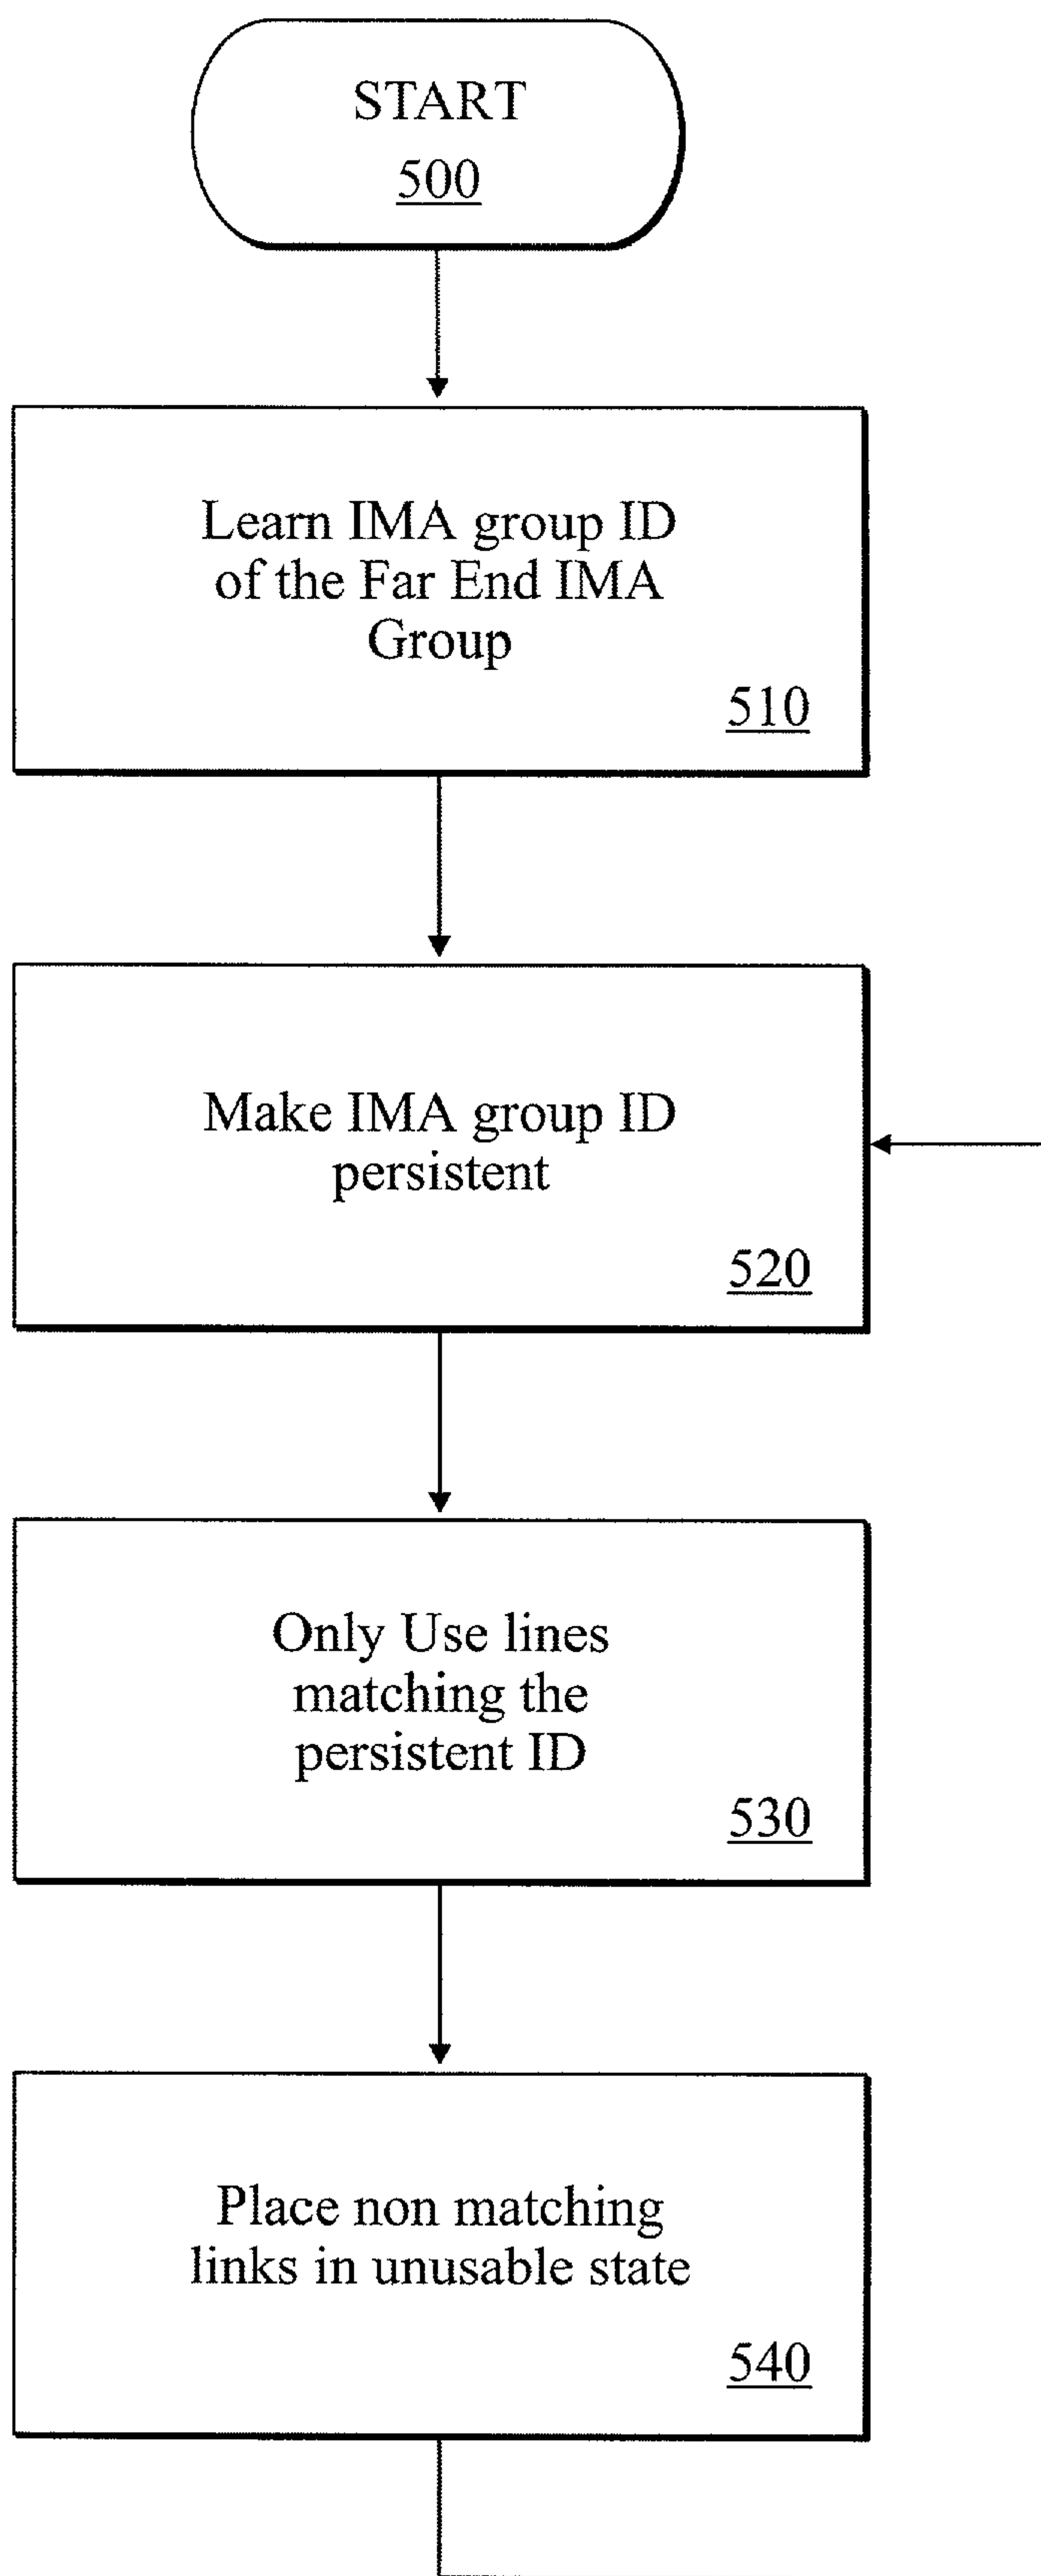 START
500
Learn IMA group ID
of the Far End IMA
Group
510
Make IMA group ID
persistent
520
Only Use lines
matching the
persistent ID
530
Place non matching
links in unusable state
540